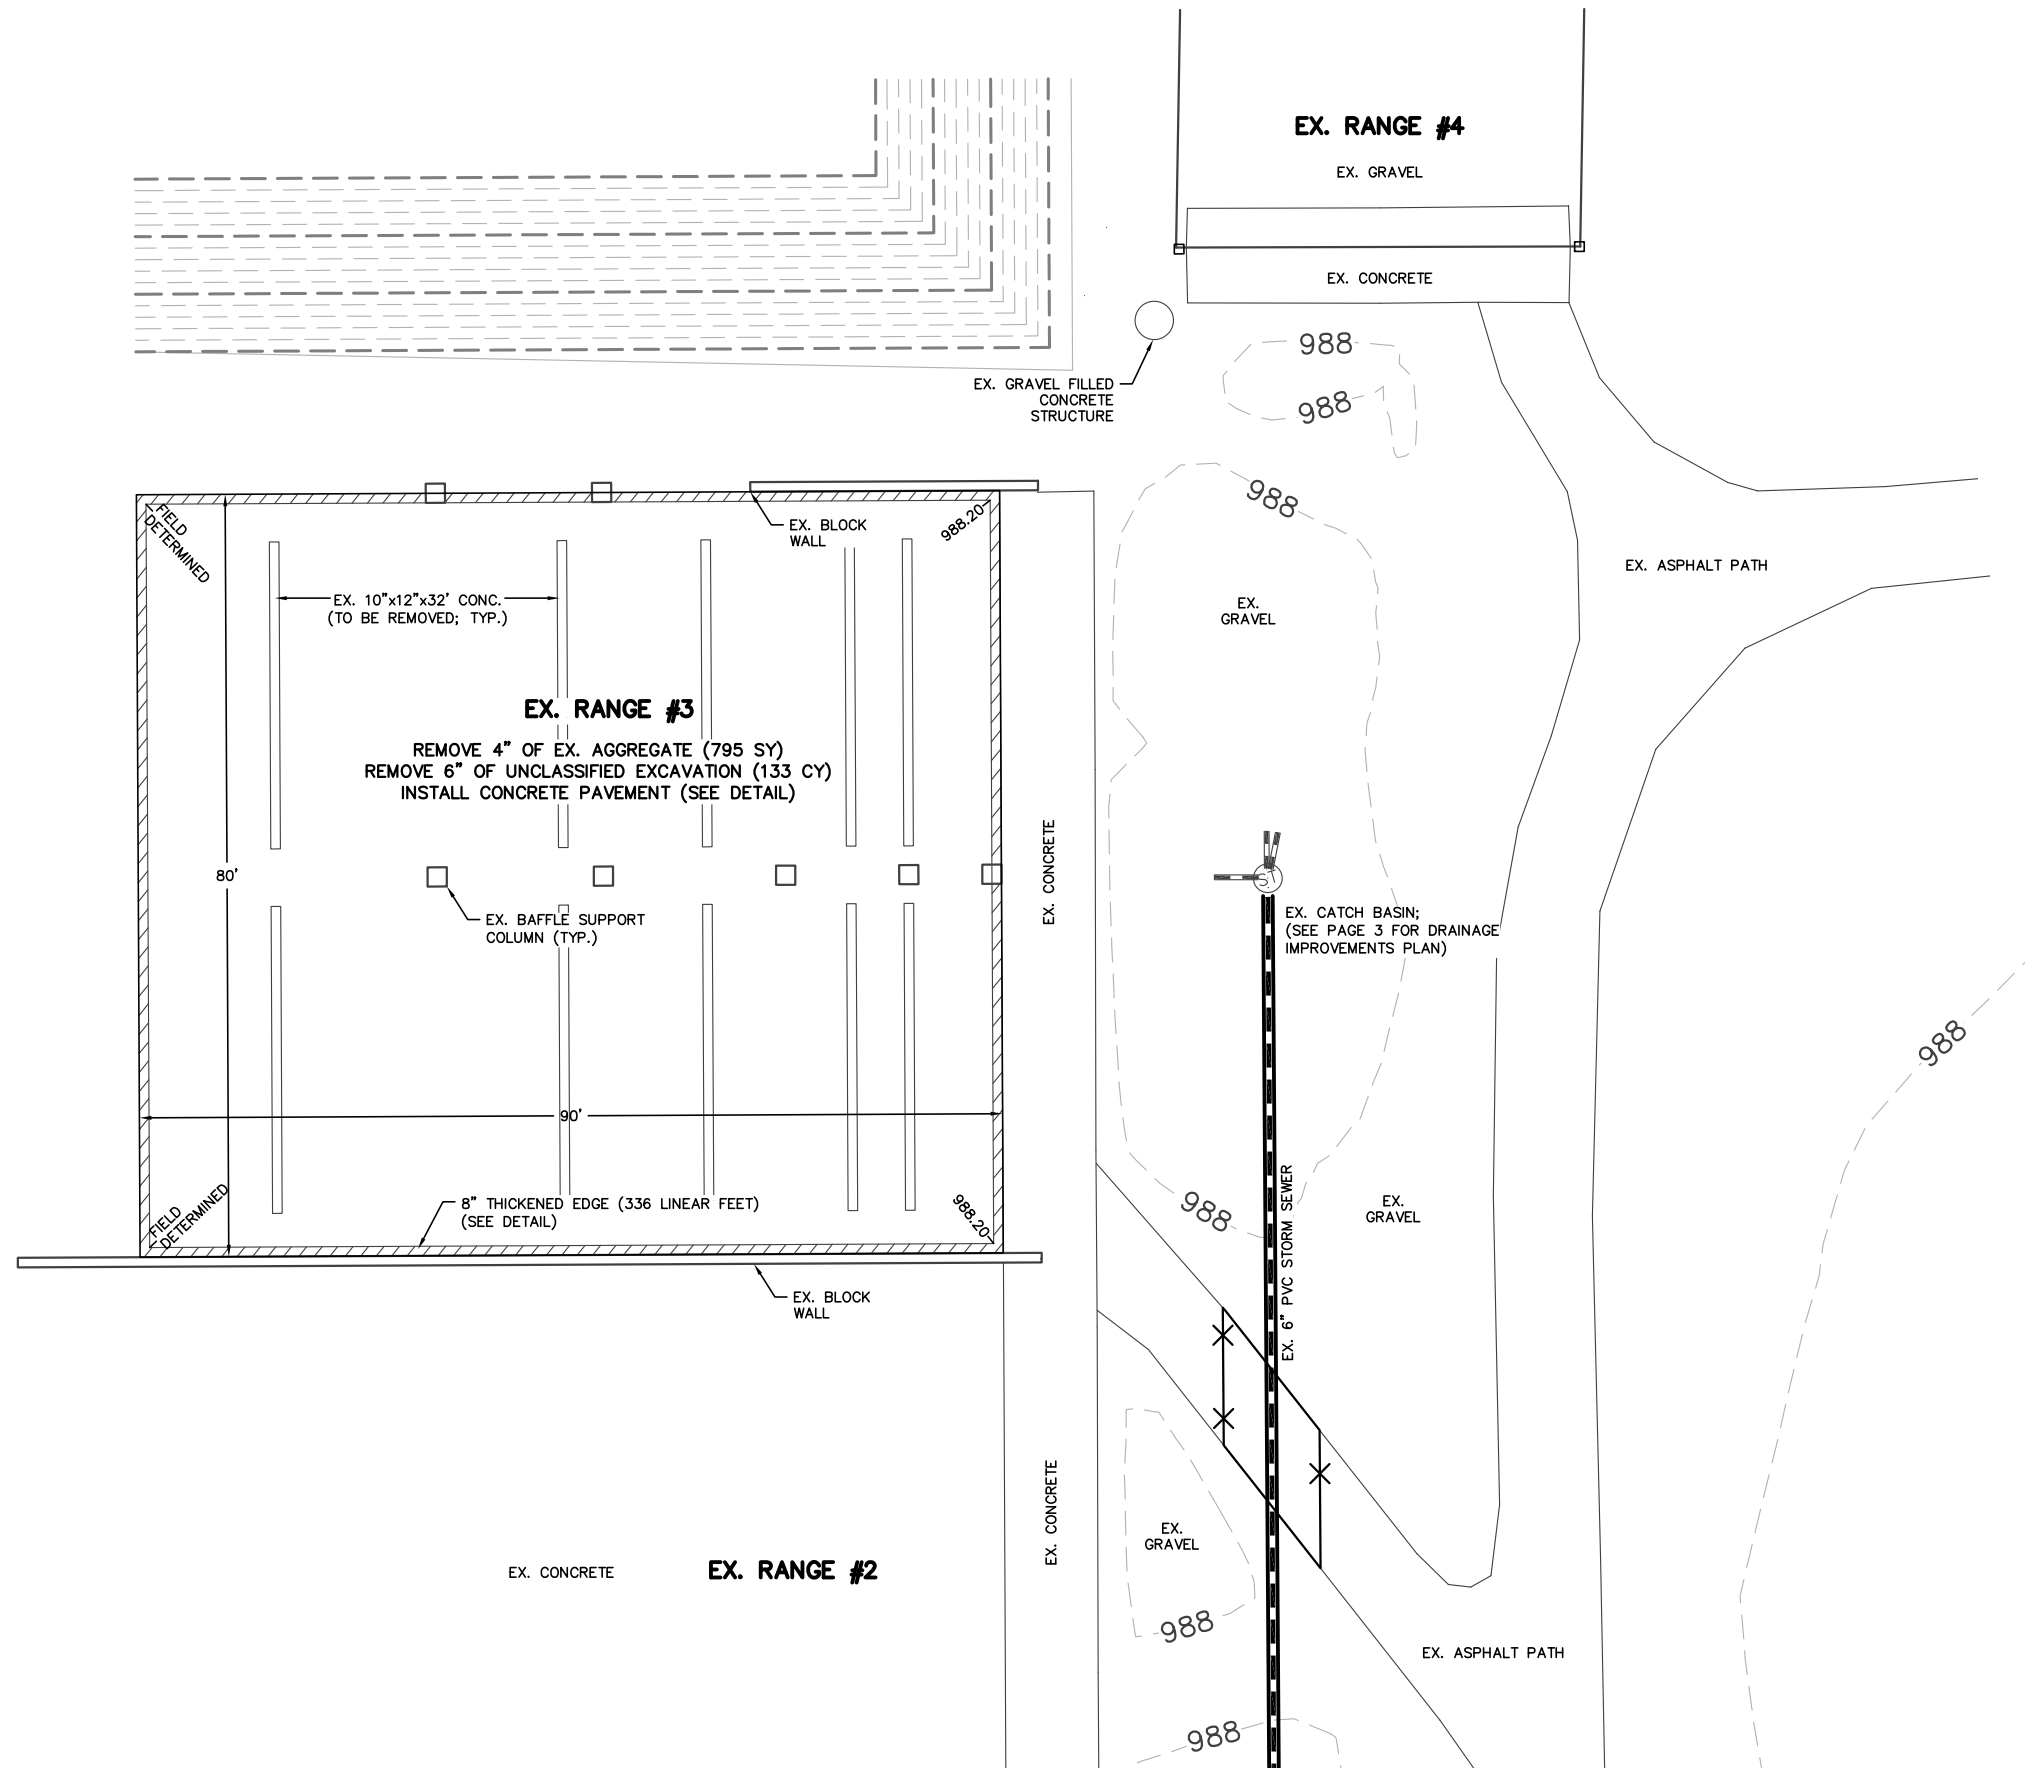 EX. RANGE #4
EX. GRAVEL
EX. CONCRETE
988
EX. GRAVEL FILLED
CONCRETE
STRUCTURE
988
988
FIELD
DETERMINED
EX. BLOCK
WALL
988.20
EX. ASPHALT PATH
EX. 10"x12"x32' CONC.
(TO BE REMOVED; TYP.)
EX.
GRAVEL
EX. RANGE #3
REMOVE 4" OF EX. AGGREGATE (795 SY)
REMOVE 6" OF UNCLASSIFIED EXCAVATION (133 CY)
INSTALL CONCRETE PAVEMENT (SEE DETAIL)
EX. CONCRETE
80'
S.T
EX. BAFFLE SUPPORT
COLUMN (TYP.)
EX. CATCH BASIN;
(SEE PAGE 3 FOR DRAINAGE
IMPROVEMENTS PLAN)
988
90'
8" THICKENED EDGE (336 LINEAR FEET)
(SEE DETAIL)
FIELD
DETERMINED
988.20
988
EX. 6" PVC STORM SEWER
EX.
GRAVEL
EX. BLOCK
WALL
EX. CONCRETE
EX.
GRAVEL
EX. CONCRETE
EX. RANGE #2
988
EX. ASPHALT PATH
988